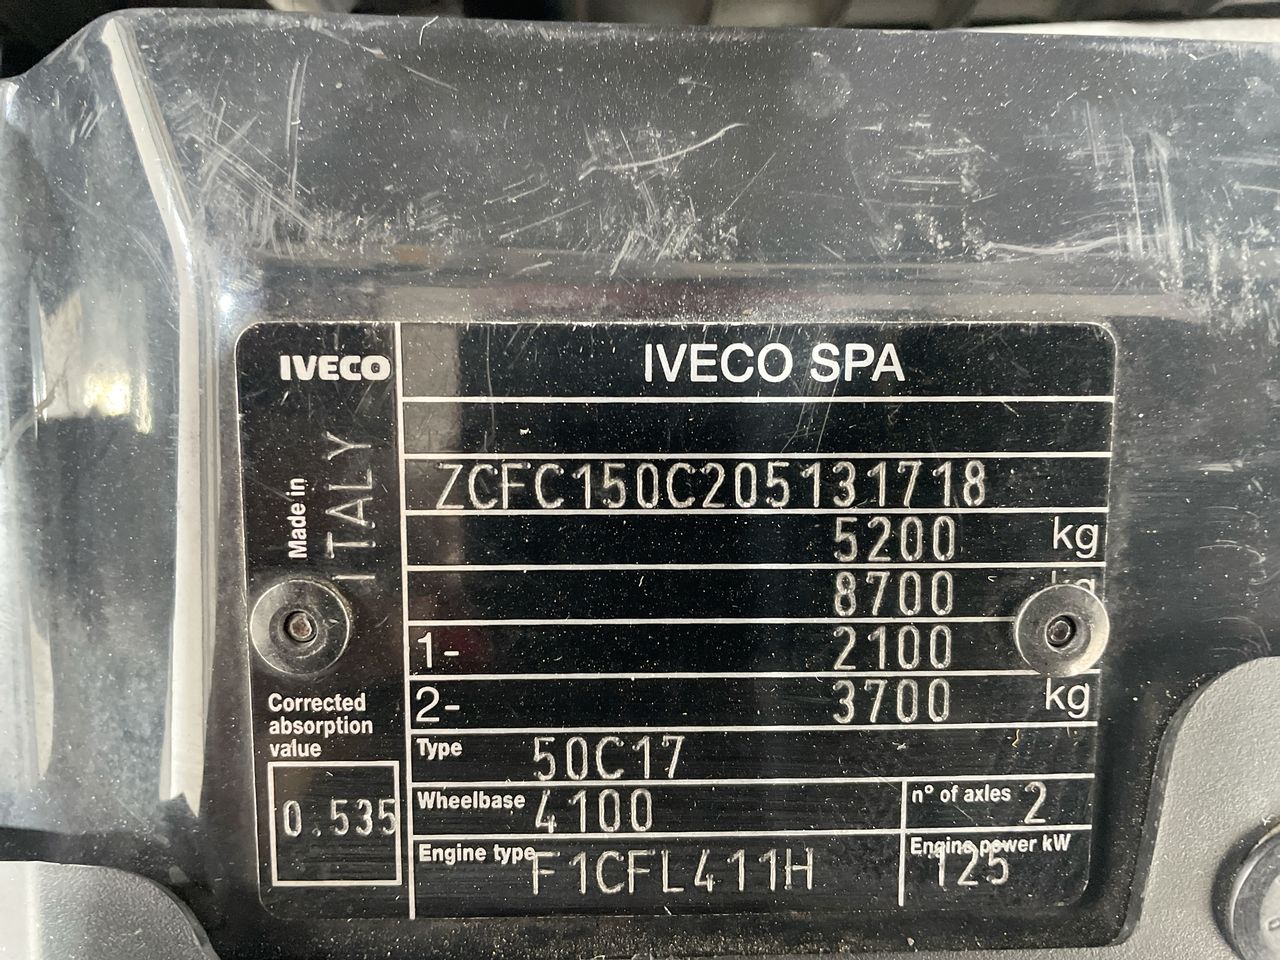 IVECO
IVECO SPA
Made in
ITALY
ZCFC150C205131718
5200 kg
8700 kg
1- 2100
2- 3700 kg
Corrected
absorption
value
0.535
Type 50C17
Wheelbase 4100
n° of axles 2
Engine type F1CFL411H
Engine power kW 125